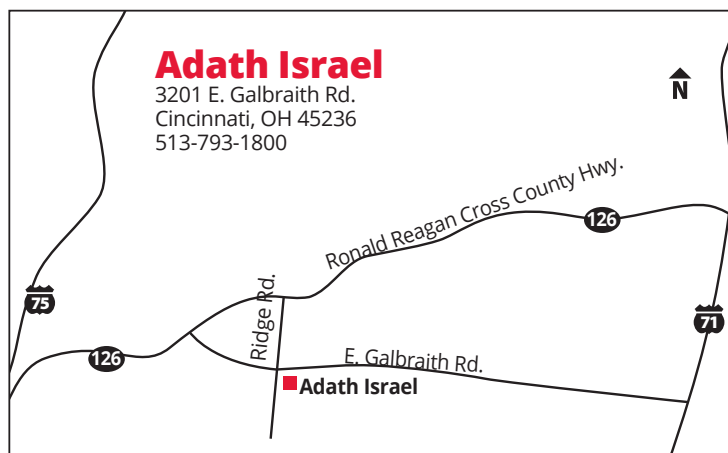 Adath Israel
3201 E. Galbraith Rd.
Cincinnati, OH 45236
513-793-1800
N
Ronald Reagan Cross County Hwy.
126
Ridge Rd.
75
71
126
E. Galbraith Rd.
Adath Israel